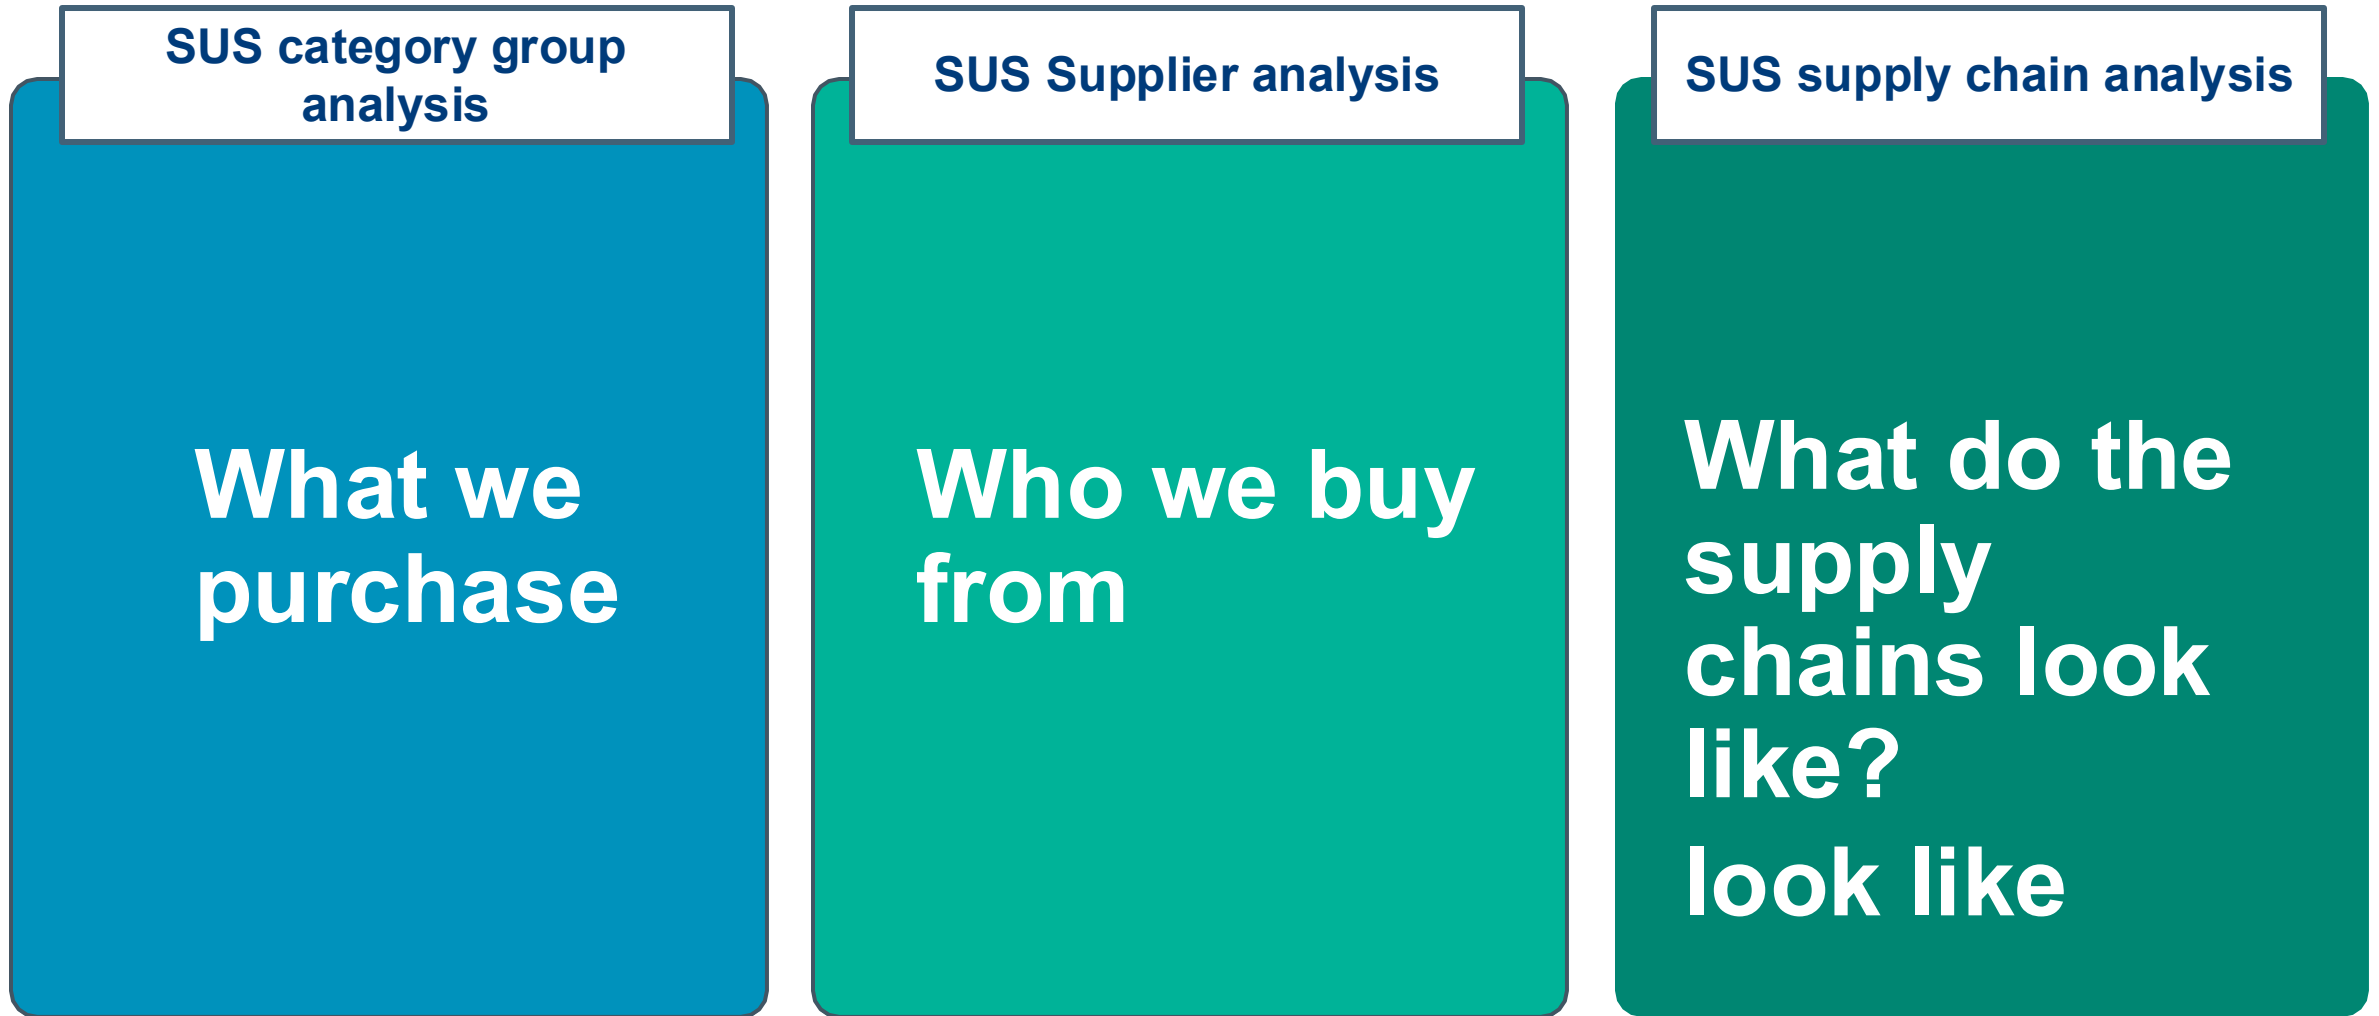 SUS category group
analysis
What we
purchase
SUS Supplier analysis
Who we buy
from
SUS supply chain analysis
What do the
supply
chains look
like?
look like